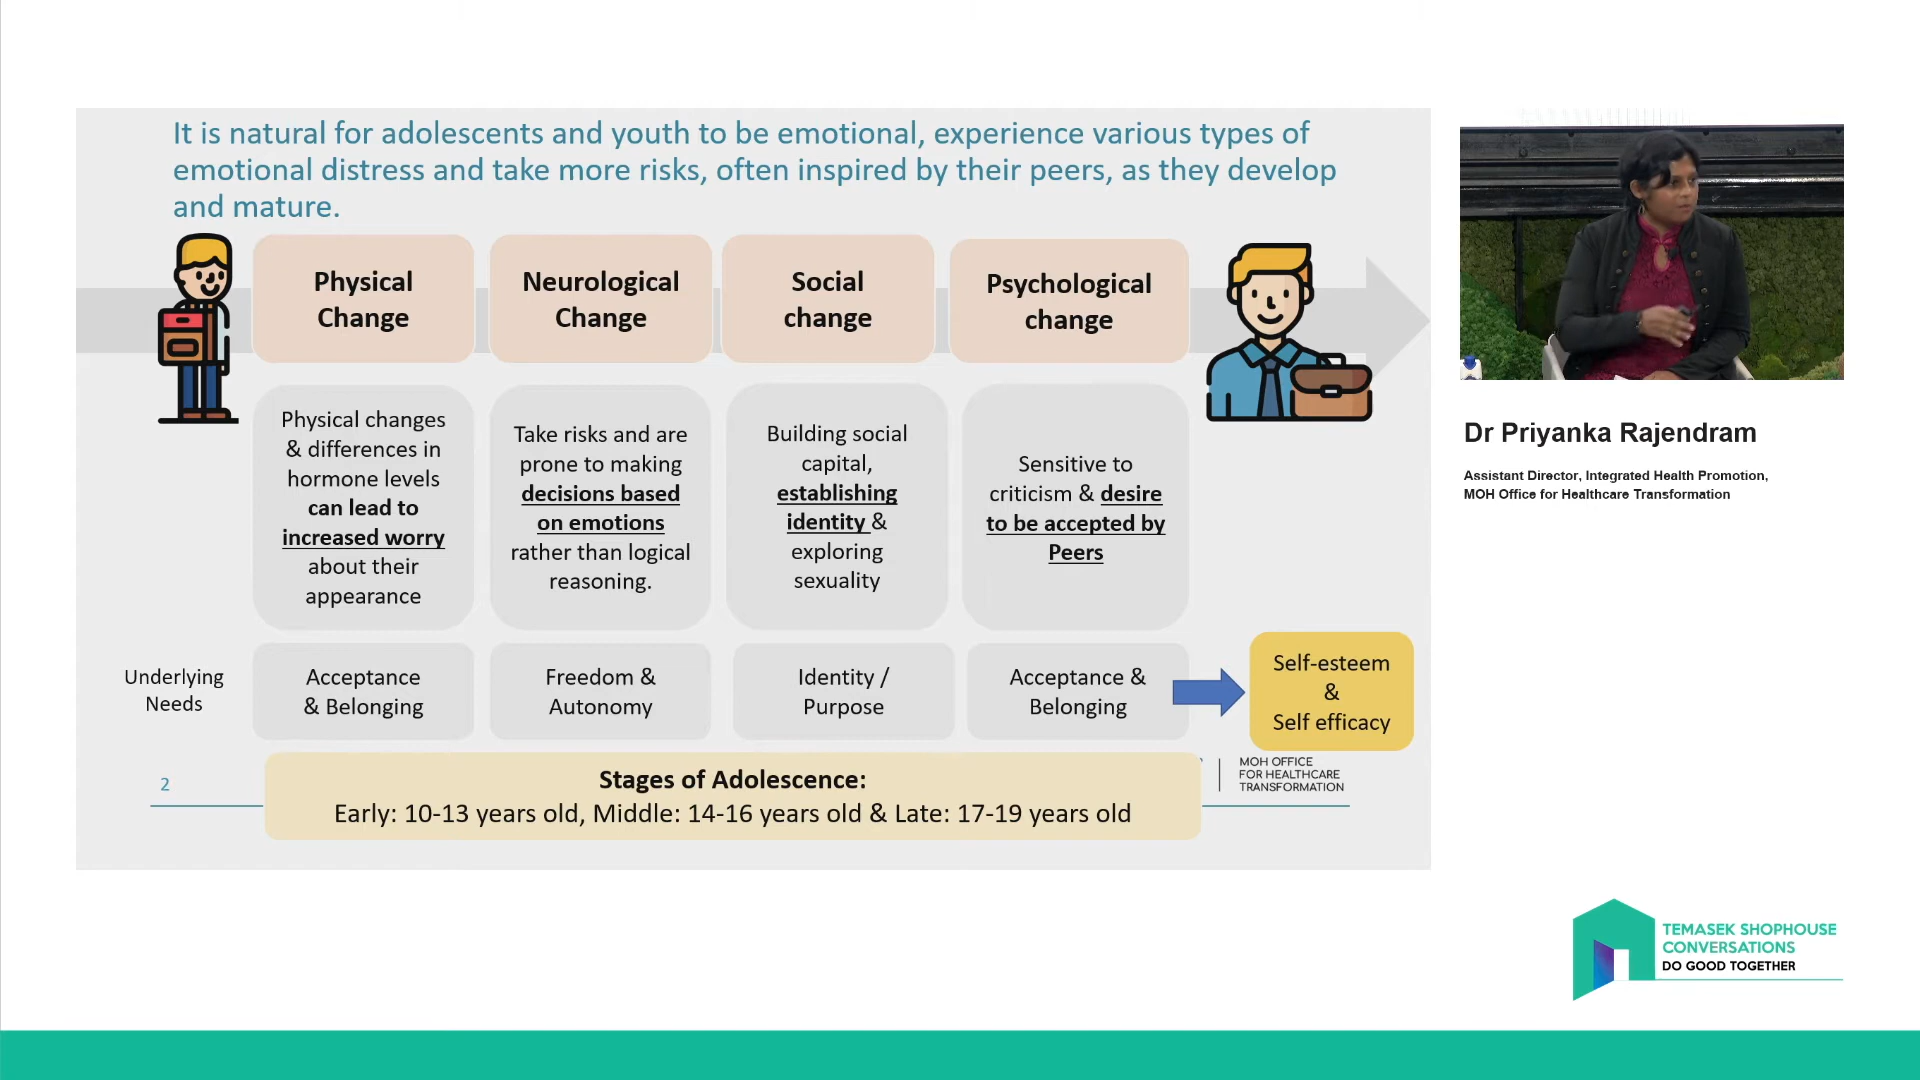 It is natural for adolescents and youth to be emotional, experience various types of
emotional distress and take more risks, often inspired by their peers, as they develop
and mature.
Physical
Change
Neurological
Change
Social
change
Psychological
change
Physical changes
& differences in
hormone levels
can lead to
increased worry
about their
appearance
Take risks and are
prone to making
decisions based
on emotions
rather than logical
reasoning.
Building social
capital,
establishing
identity &
exploring
sexuality
Sensitive to
criticism & desire
to be accepted by
Peers
Underlying
Needs
Acceptance
& Belonging
Freedom &
Autonomy
Identity /
Purpose
Acceptance &
Belonging
Self-esteem
&
Self efficacy
Stages of Adolescence:
Early: 10-13 years old, Middle: 14-16 years old & Late: 17-19 years old
2
MOH OFFICE
FOR HEALTHCARE
TRANSFORMATION
Dr Priyanka Rajendram
Assistant Director, Integrated Health Promotion,
MOH Office for Healthcare Transformation
TEMASEK SHOPHOUSE
CONVERSATIONS
DO GOOD TOGETHER